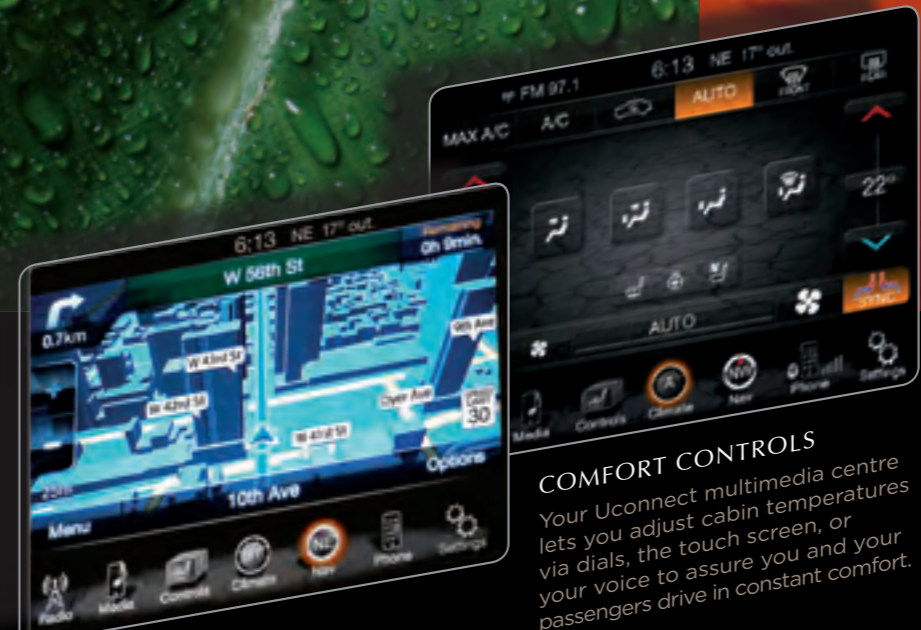 FM 97.1 6:13 NE 17° out.
MAX A/C A/C AUTO FRONT REAR
22°
SYNC
AUTO
Media Controls Climate Nav Phone Settings
6:13 NE 17° out.
Remaining
0h 9min.
W 56th St
0.7km
9th Ave
W 43rd St
W 42nd St
Dyer Ave
LIMIT
30
W 41st St
Options
10th Ave
Menu
Radio Media Controls Climate Nav Phone Settings
COMFORT CONTROLS
Your Uconnect multimedia centre
lets you adjust cabin temperatures
via dials, the touch screen, or
your voice to assure you and your
passengers drive in constant comfort.